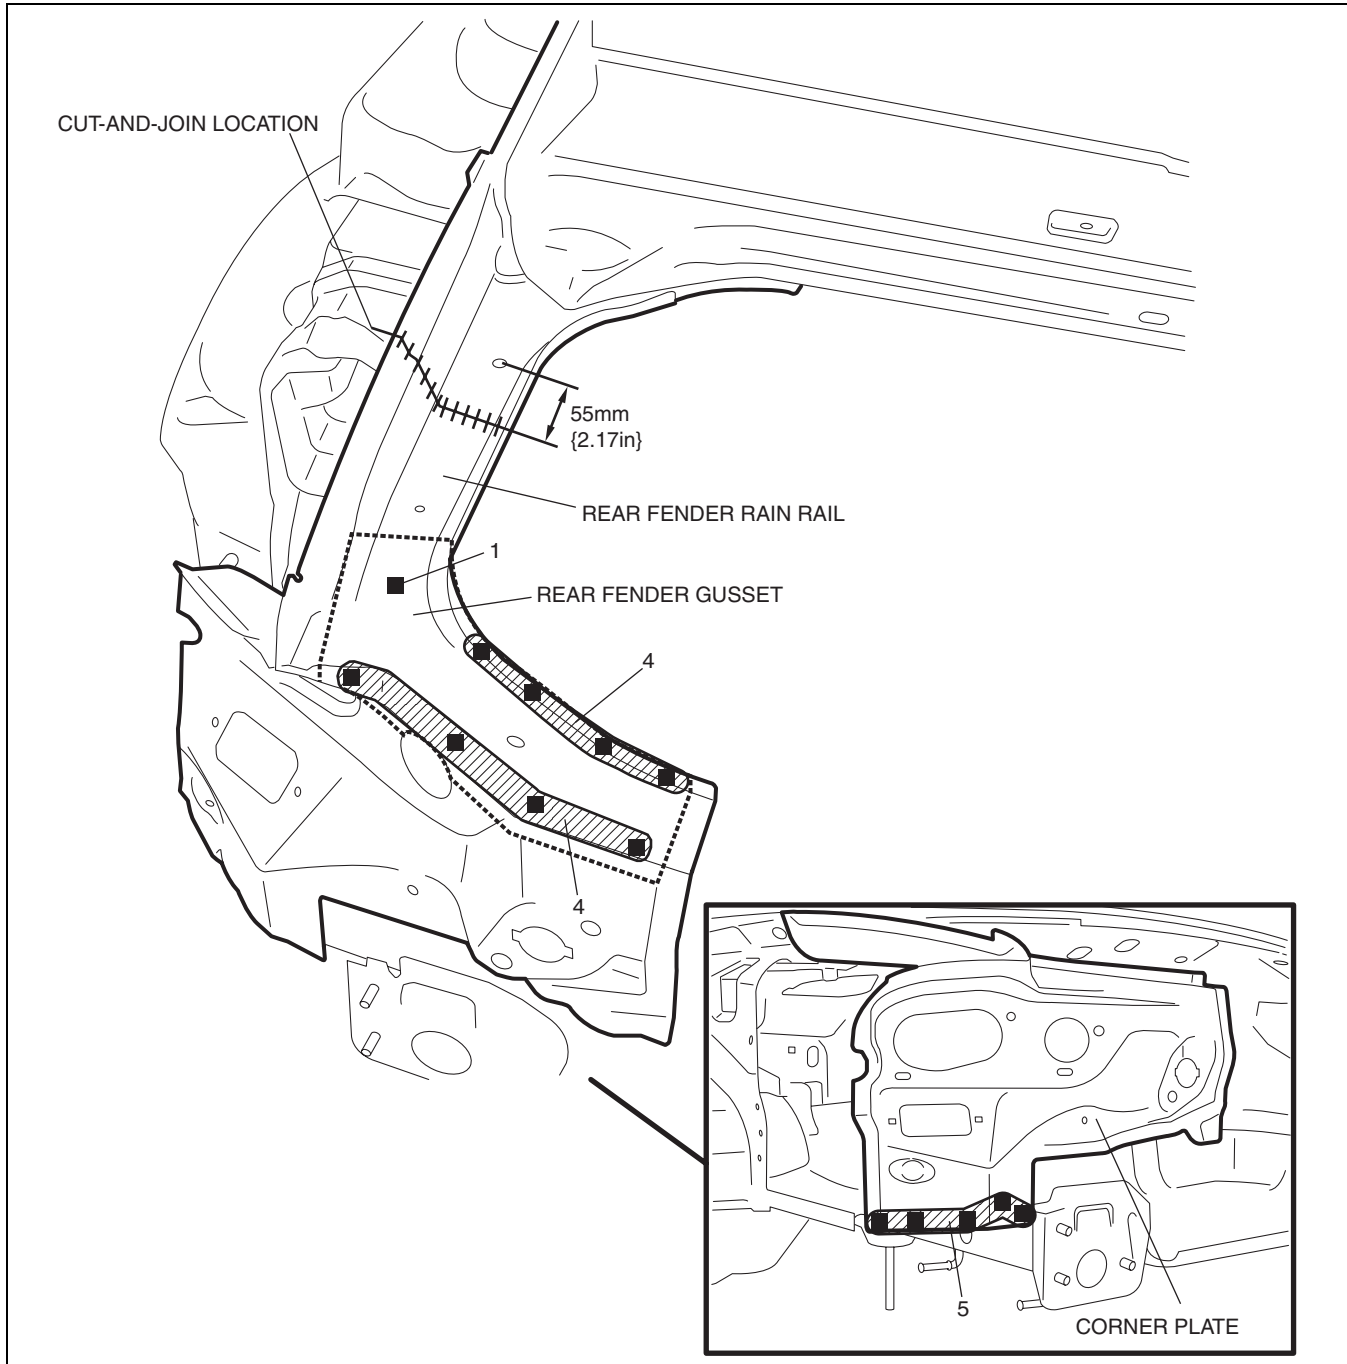 CUT-AND-JOIN LOCATION
55mm
{2.17in}
REAR FENDER RAIN RAIL
1
REAR FENDER GUSSET
4
4
5
CORNER PLATE